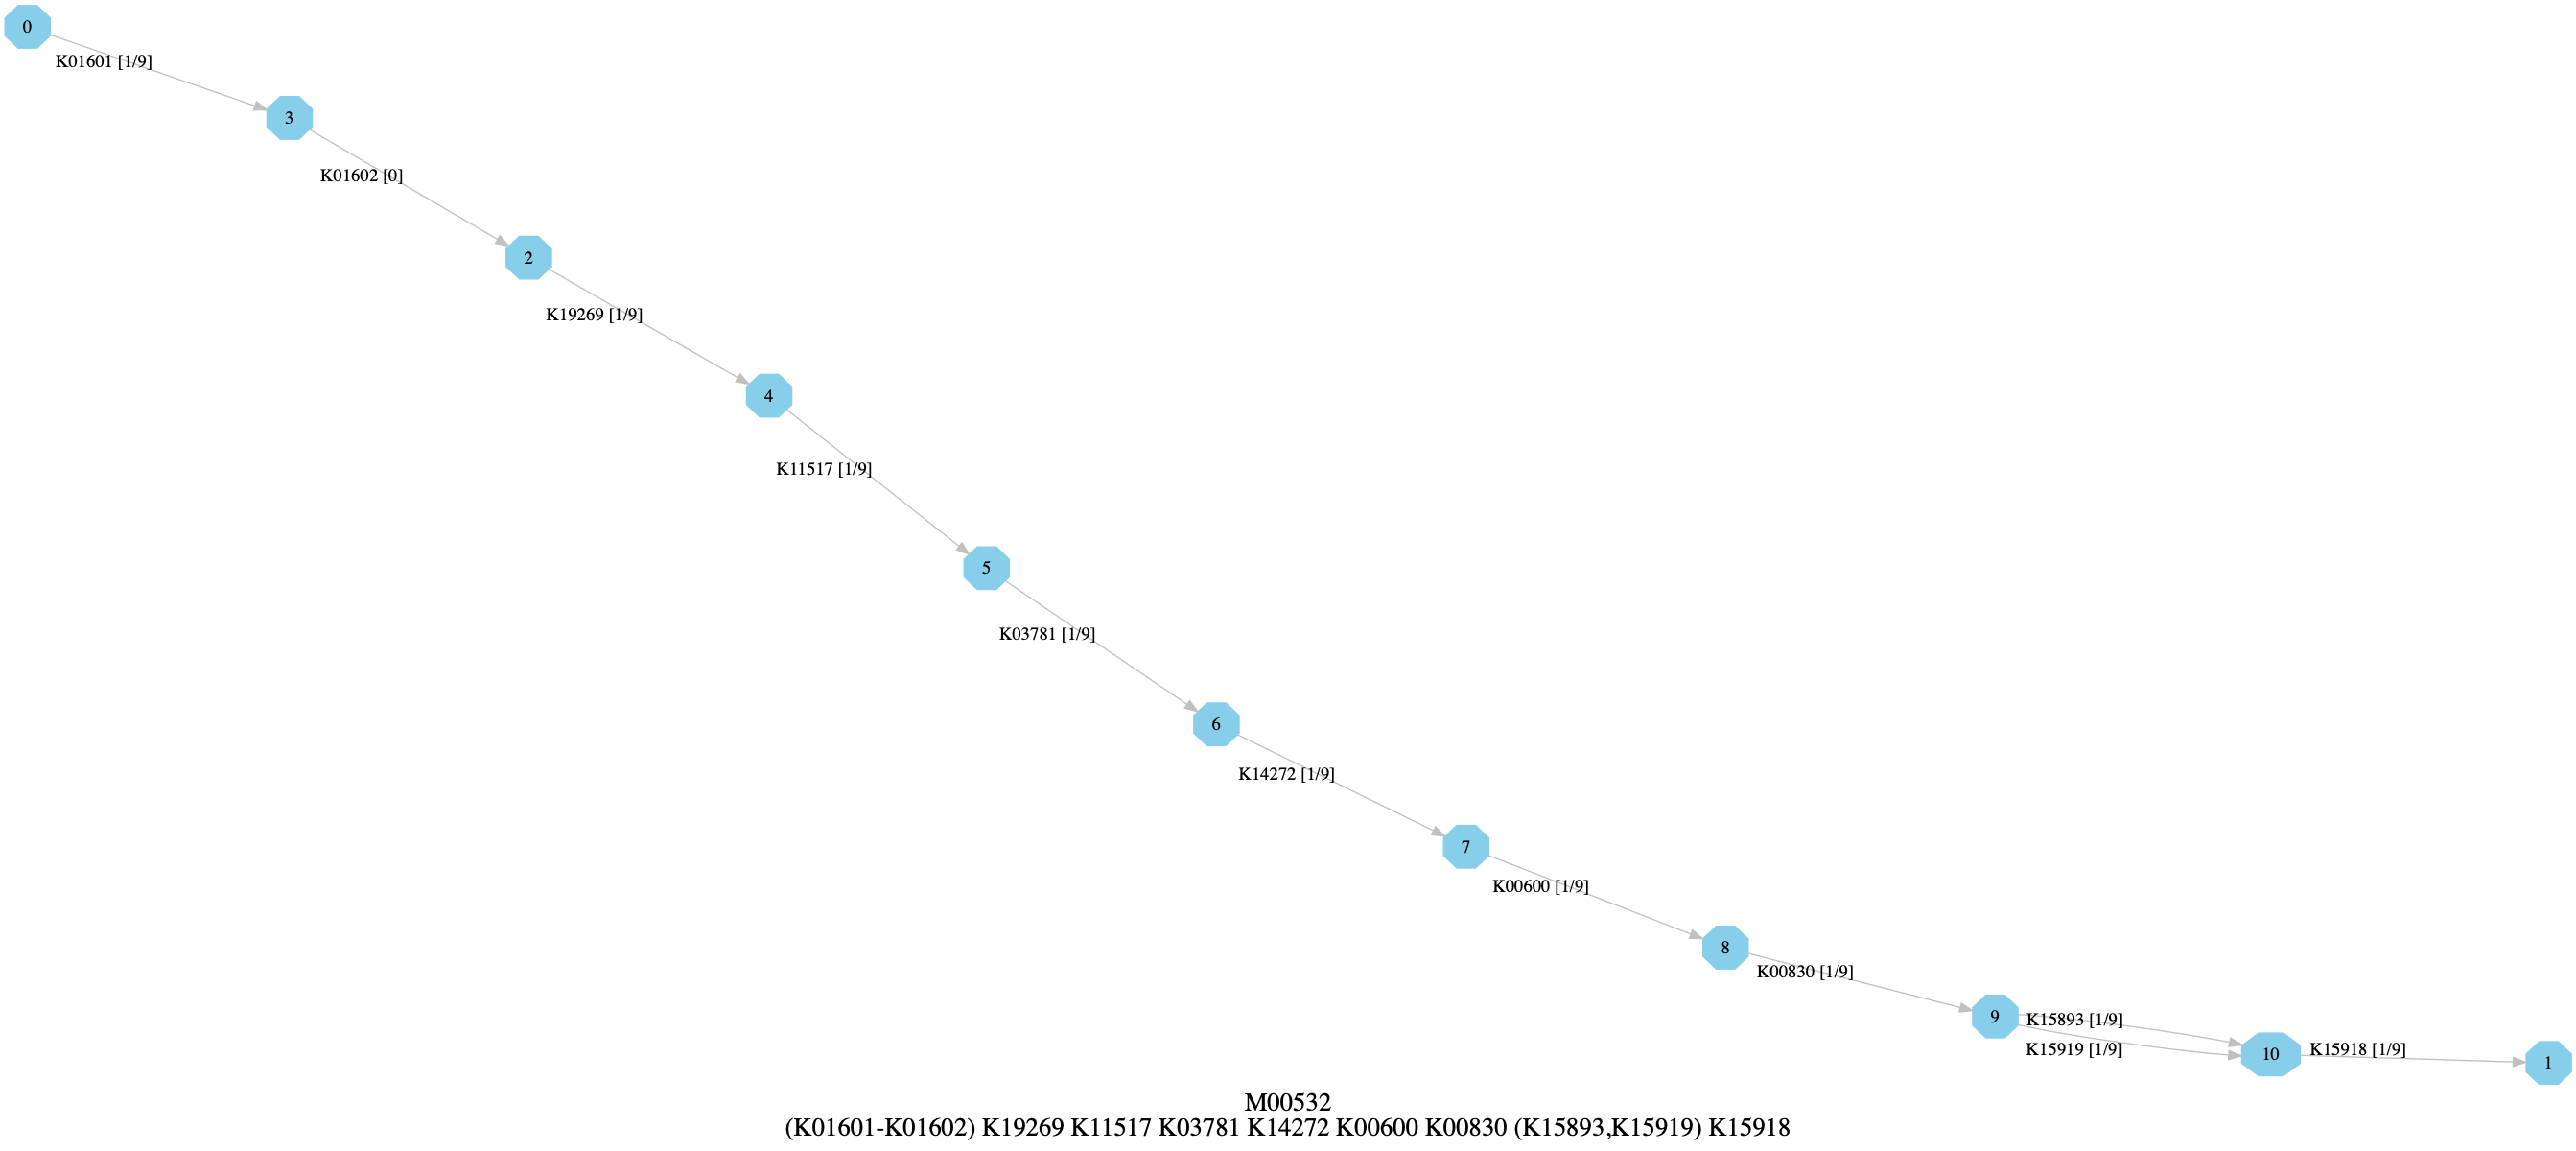 0
K01601 [1/9]
3
K01602 [0]
2
K19269 [1/9]
4
K11517 [1/9]
5
K03781 [1/9]
6
K14272 [1/9]
7
K00600 [1/9]
8
K00830 [1/9]
9
K15893 [1/9]
K15919 [1/9]
10
K15918 [1/9]
1
M00532
(K01601-K01602) K19269 K11517 K03781 K14272 K00600 K00830 (K15893,K15919) K15918